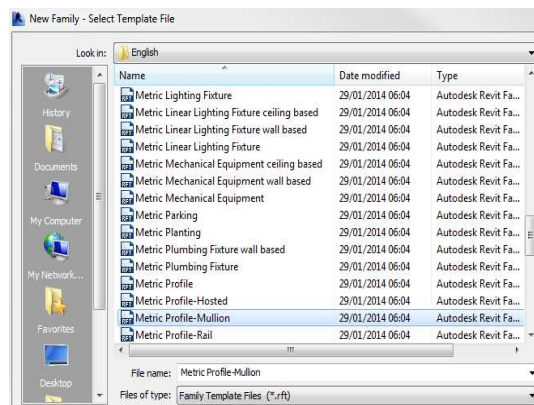 New Family - Select Template File
Look in: English
Name Date modified Type
History
Documents
My Computer
My Network...
Favorites
Desktop
Metric Lighting Fixture 29/01/2014 06:04 Autodesk Revit Fa...
Metric Linear Lighting Fixture ceiling based 29/01/2014 06:04 Autodesk Revit Fa...
Metric Linear Lighting Fixture wall based 29/01/2014 06:04 Autodesk Revit Fa...
Metric Linear Lighting Fixture 29/01/2014 06:04 Autodesk Revit Fa...
Metric Mechanical Equipment ceiling based 29/01/2014 06:04 Autodesk Revit Fa...
Metric Mechanical Equipment wall based 29/01/2014 06:04 Autodesk Revit Fa...
Metric Mechanical Equipment 29/01/2014 06:04 Autodesk Revit Fa...
Metric Parking 29/01/2014 06:04 Autodesk Revit Fa...
Metric Planting 29/01/2014 06:04 Autodesk Revit Fa...
Metric Plumbing Fixture wall based 29/01/2014 06:04 Autodesk Revit Fa...
Metric Plumbing Fixture 29/01/2014 06:04 Autodesk Revit Fa...
Metric Profile 29/01/2014 06:04 Autodesk Revit Fa...
Metric Profile-Hosted 29/01/2014 06:04 Autodesk Revit Fa...
Metric Profile-Mullion 29/01/2014 06:04 Autodesk Revit Fa...
Metric Profile-Rail 29/01/2014 06:04 Autodesk Revit Fa...
File name: Metric Profile-Mullion
Files of type: Family Template Files (*.rft)